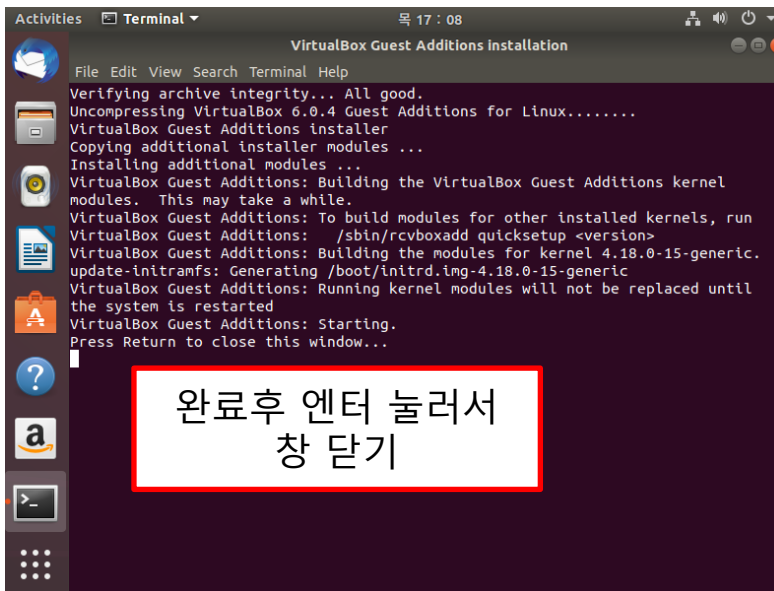 Activities Terminal 목 17 : 08
VirtualBox Guest Additions installation
File Edit View Search Terminal Help
Verifying archive integrity... All good.
Uncompressing VirtualBox 6.0.4 Guest Additions for Linux........
VirtualBox Guest Additions installer
Copying additional installer modules ...
Installing additional modules ...
VirtualBox Guest Additions: Building the VirtualBox Guest Additions kernel
modules.  This may take a while.
VirtualBox Guest Additions: To build modules for other installed kernels, run
VirtualBox Guest Additions:   /sbin/rcvboxadd quicksetup <version>
VirtualBox Guest Additions: Building the modules for kernel 4.18.0-15-generic.
update-initramfs: Generating /boot/initrd.img-4.18.0-15-generic
VirtualBox Guest Additions: Running kernel modules will not be replaced until
the system is restarted
VirtualBox Guest Additions: Starting.
Press Return to close this window...
완료후 엔터 눌러서
창 닫기